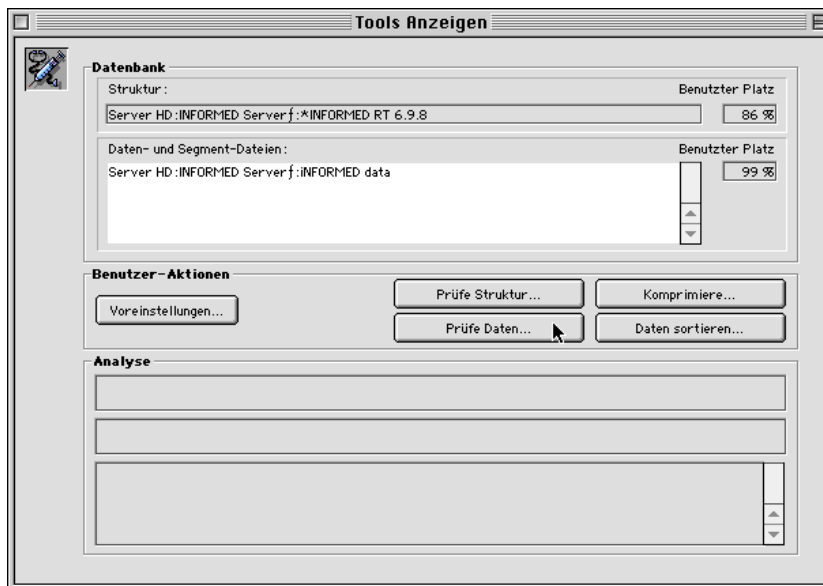 Tools Anzeigen
Datenbank
Struktur:
Benutzter Platz
Server HD:INFORMED Serverƒ:*INFORMED RT 6.9.8
86 %
Daten- und Segment-Dateien:
Benutzter Platz
Server HD:INFORMED Serverƒ:iNFORMED data
99 %
Benutzer-Aktionen
Voreinstellungen...
Prüfe Struktur...
Komprimiere...
Prüfe Daten...
Daten sortieren...
Analyse